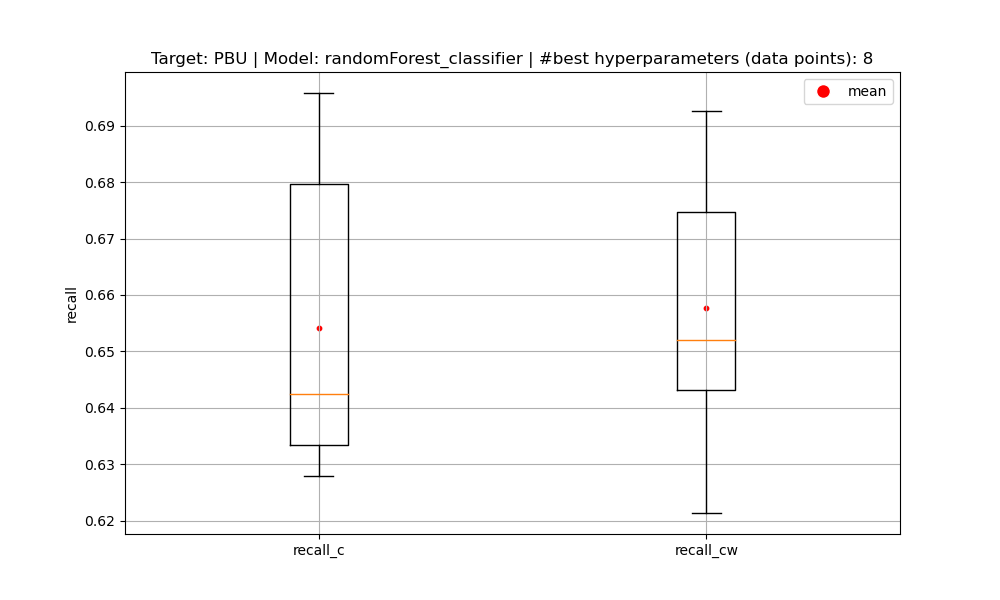 Target: PBU | Model: randomForest_classifier | #best hyperparameters (data points): 8
mean
0.69
0.68
0.67
0.66
0.65
0.64
0.63
0.62
recall
recall_c
recall_cw